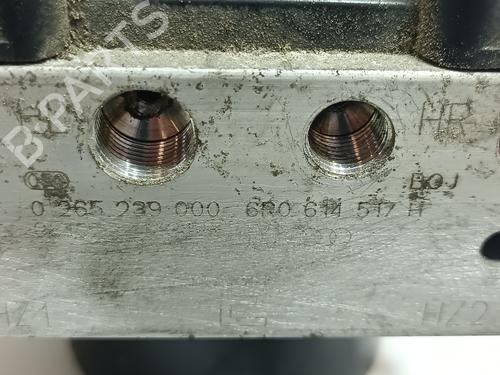 B-PARTS
HR
BOJ
0 265 239 000 6R0 614 517 H
HZ1
HZ2